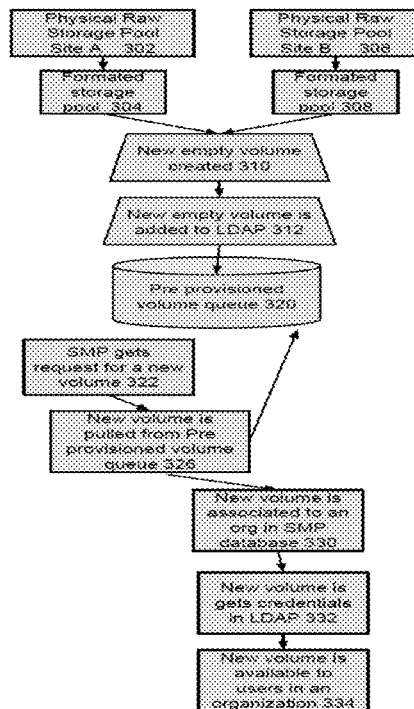 Physical Raw
Storage Pool
Site A 302
Physical Raw
Storage Pool
Site B 308
Formated
storage
pool 304
Formated
storage
pool 308
New empty volume
created 310
New empty volume is
added to LDAP 312
Pre provisioned
volume queue 320
SMP gets
request for a new
volume 322
New volume is
pulled from Pre
provisioned volume
queue 326
New volume is
associated to an
org in SMP
database 330
New volume is
gets credentials
in LDAP 332
New volume is
available to
users in an
organization 334